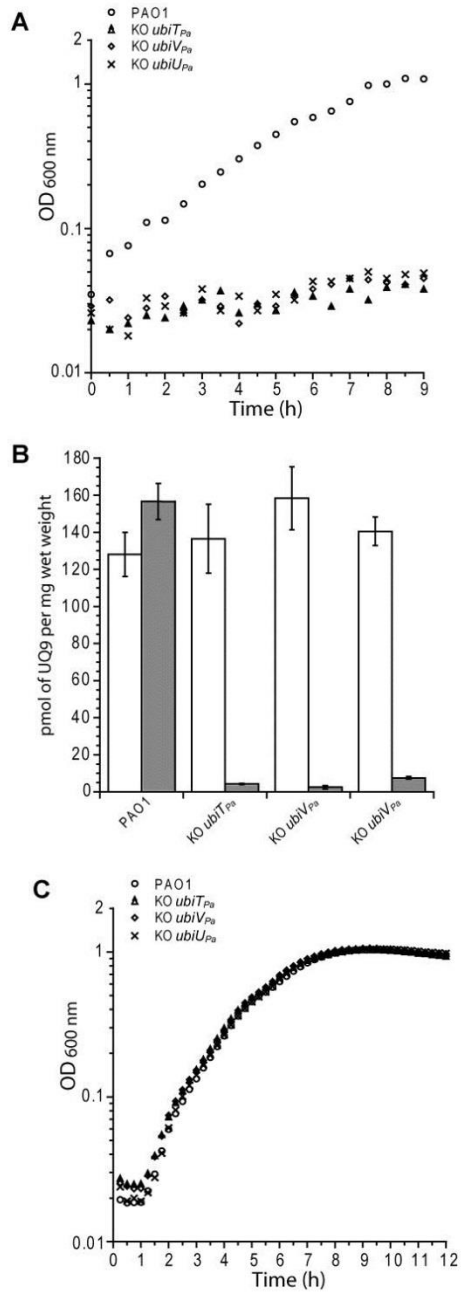 A
PAO1
KO ubiTPa
KO ubiVPa
KO ubiUPa
OD 600 nm
1
0.1
0.01
0 1 2 3 4 5 6 7 8 9
Time (h)
B
pmol of UQ9 per mg wet weight
180
160
140
120
100
80
60
40
20
0
PAO1
KO ubiTPa
KO ubiVPa
KO ubiVPa
C
PAO1
KO ubiTPa
KO ubiVPa
KO ubiUPa
OD 600 nm
2
1
0.1
0.01
0 1 2 3 4 5 6 7 8 9 10 11 12
Time (h)